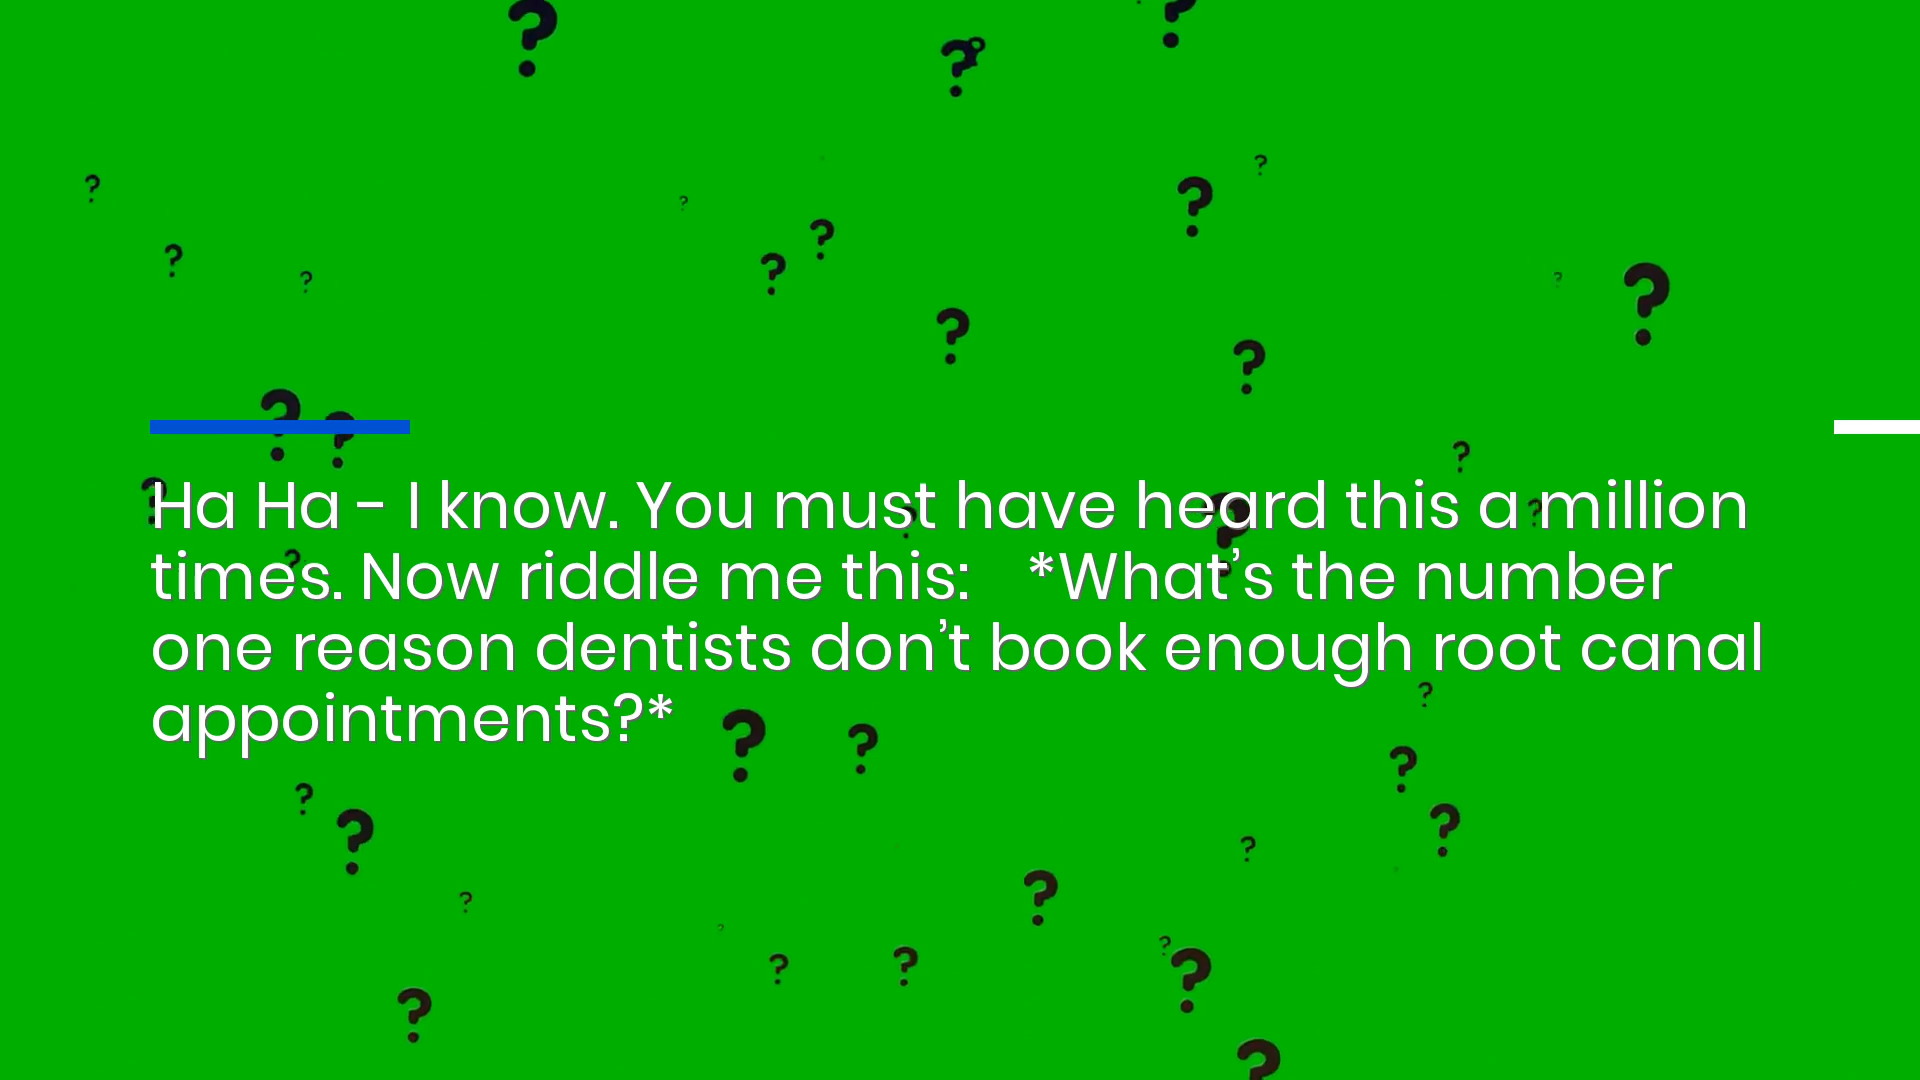 Ha Ha – I know. You must have heard this a million
times. Now riddle me this:    *What’s the number
one reason dentists don’t book enough root canal
appointments?*